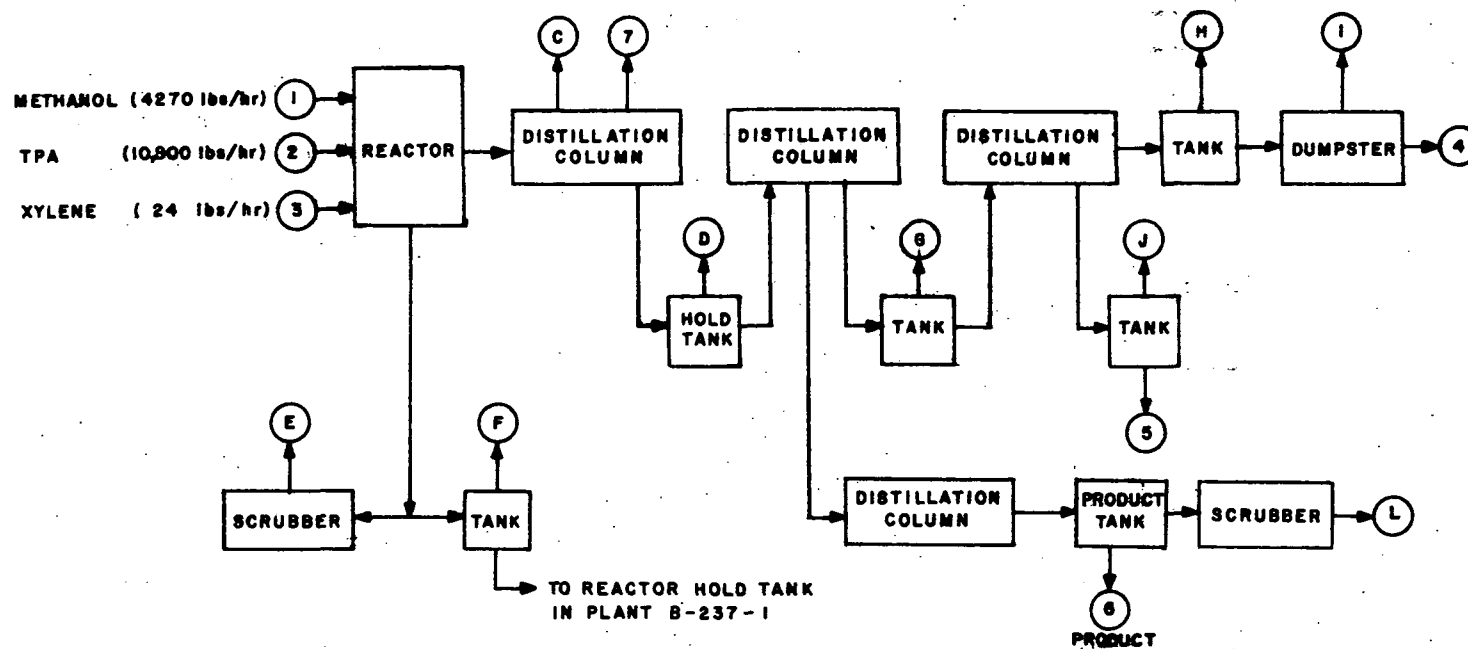 C 7 H I
METHANOL (4270 lbs/hr) 1
TPA (10,900 lbs/hr) 2
XYLENE ( 24 lbs/hr) 3
REACTOR
DISTILLATION
COLUMN
DISTILLATION
COLUMN
DISTILLATION
COLUMN
TANK
DUMPSTER
4
D
HOLD
TANK
G
TANK
J
TANK
5
E
SCRUBBER
F
TANK
TO REACTOR HOLD TANK
IN PLANT B-237-1
DISTILLATION
COLUMN
PRODUCT
TANK
SCRUBBER
L
6
PRODUCT